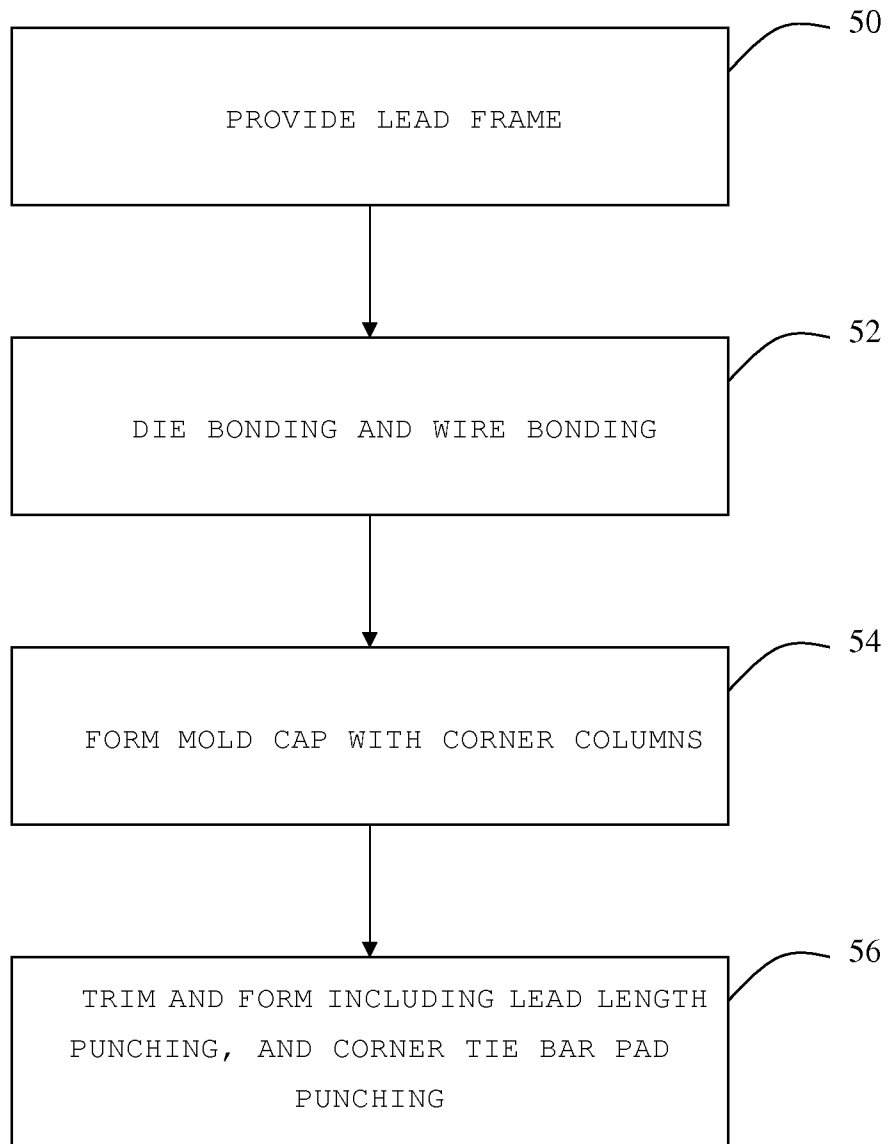 50
PROVIDE LEAD FRAME
52
DIE BONDING AND WIRE BONDING
54
FORM MOLD CAP WITH CORNER COLUMNS
56
TRIM AND FORM INCLUDING LEAD LENGTH
PUNCHING, AND CORNER TIE BAR PAD
PUNCHING